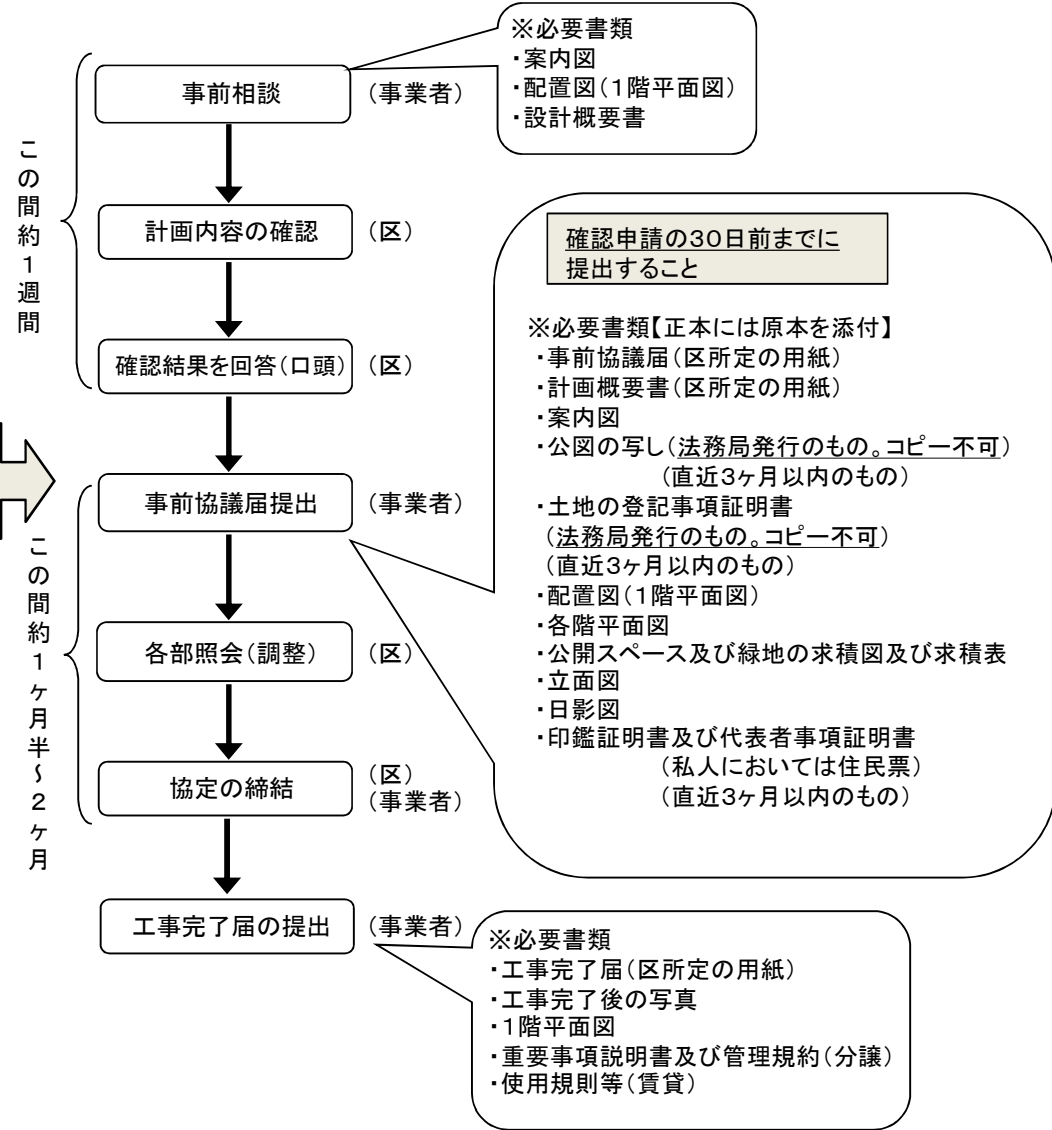 ※必要書類
・案内図
・配置図(1階平面図)
・設計概要書
事前相談
(事業者)
この間約1週間
計画内容の確認
(区)
確認結果を回答(口頭)
(区)
確認申請の30日前までに
提出すること
※必要書類【正本には原本を添付】
・事前協議届(区所定の用紙)
・計画概要書(区所定の用紙)
・案内図
・公図の写し(法務局発行のもの。コピー不可)
(直近3ヶ月以内のもの)
・土地の登記事項証明書
(法務局発行のもの。コピー不可)
(直近3ヶ月以内のもの)
・配置図(1階平面図)
・各階平面図
・公開スペース及び緑地の求積図及び求積表
・立面図
・日影図
・印鑑証明書及び代表者事項証明書
(私人においては住民票)
(直近3ヶ月以内のもの)
事前協議届提出
(事業者)
この間約1ヶ月半~2ヶ月
各部照会(調整)
(区)
協定の締結
(区)
(事業者)
工事完了届の提出
(事業者)
※必要書類
・工事完了届(区所定の用紙)
・工事完了後の写真
・1階平面図
・重要事項説明書及び管理規約(分譲)
・使用規則等(賃貸)